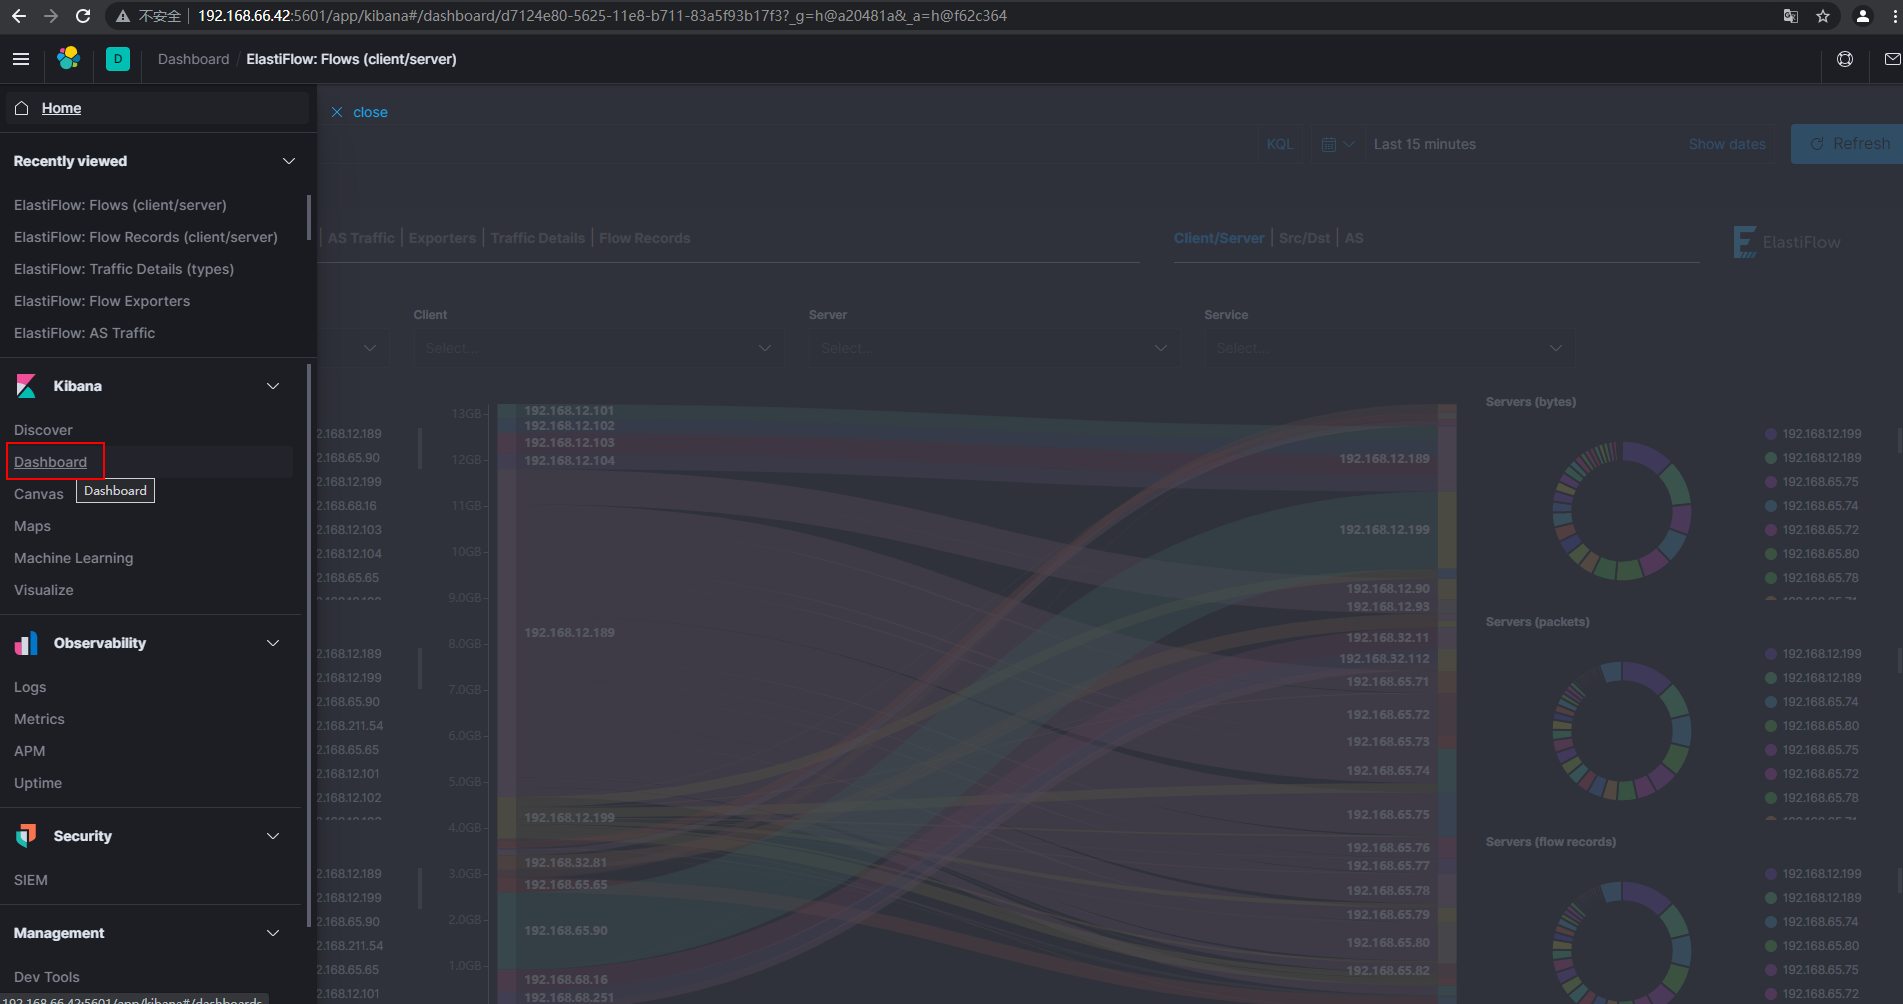 不安全 192.168.66.42:5601/app/kibana#/dashboard/d7124e80-5625-11e8-b711-83a5f93b17f3?_g=h@a20481a&_a=h@f62c364
D Dashboard / ElastiFlow: Flows (client/server)
Home
Recently viewed
ElastiFlow: Flows (client/server)
ElastiFlow: Flow Records (client/server)
ElastiFlow: Traffic Details (types)
ElastiFlow: Flow Exporters
ElastiFlow: AS Traffic
Kibana
Discover
Dashboard
Dashboard
Canvas
Maps
Machine Learning
Visualize
Observability
Logs
Metrics
APM
Uptime
Security
SIEM
Management
Dev Tools
192.168.66.42:5601/app/kibana#/dashboards
close
KQL Last 15 minutes Show dates Refresh
AS Traffic | Exporters | Traffic Details | Flow Records
Client/Server | Src/Dst | AS
ElastiFlow
Client
Select...
Server
Select...
Service
Select...
2.168.12.189
2.168.65.90
2.168.12.199
2.168.68.16
2.168.12.103
2.168.12.104
2.168.65.65
2.168.12.189
2.168.12.199
2.168.65.90
2.168.211.54
2.168.65.65
2.168.12.101
2.168.12.102
2.168.12.189
2.168.12.199
2.168.65.90
2.168.211.54
2.168.65.65
2.168.12.101
13GB
12GB
11GB
10GB
9.0GB
8.0GB
7.0GB
6.0GB
5.0GB
4.0GB
3.0GB
2.0GB
1.0GB
192.168.12.101
192.168.12.102
192.168.12.103
192.168.12.104
192.168.12.189
192.168.12.199
192.168.32.81
192.168.65.65
192.168.65.90
192.168.68.16
192.168.68.251
192.168.12.189
192.168.12.199
192.168.12.90
192.168.12.93
192.168.32.11
192.168.32.112
192.168.65.71
192.168.65.72
192.168.65.73
192.168.65.74
192.168.65.75
192.168.65.76
192.168.65.77
192.168.65.78
192.168.65.79
192.168.65.80
192.168.65.82
Servers (bytes)
192.168.12.199
192.168.12.189
192.168.65.75
192.168.65.74
192.168.65.72
192.168.65.80
192.168.65.78
Servers (packets)
192.168.12.199
192.168.12.189
192.168.65.74
192.168.65.80
192.168.65.75
192.168.65.72
192.168.65.78
Servers (flow records)
192.168.12.199
192.168.12.189
192.168.65.74
192.168.65.80
192.168.65.75
192.168.65.72